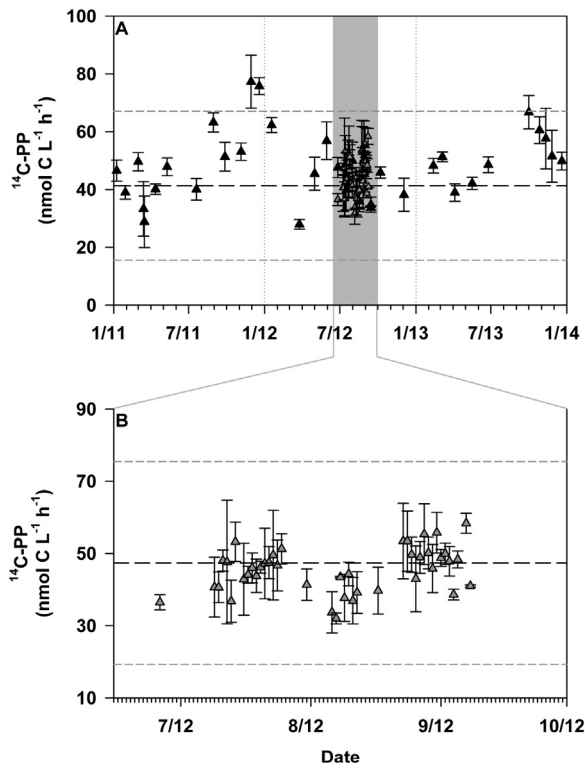 A
100
80
60
40
20
0
¹⁴C-PP
(nmol C L⁻¹ h⁻¹)
1/11 7/11 1/12 7/12 1/13 7/13 1/14
B
90
70
50
30
10
¹⁴C-PP
(nmol C L⁻¹ h⁻¹)
7/12 8/12 9/12 10/12
Date